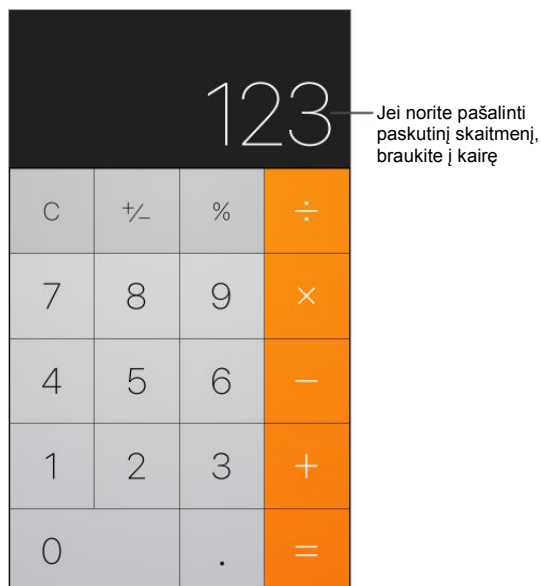 123
Jei norite pašalinti
paskutinį skaitmenį,
braukite į kairę
C +/− % ÷
7 8 9 ×
4 5 6 −
1 2 3 +
0 . =